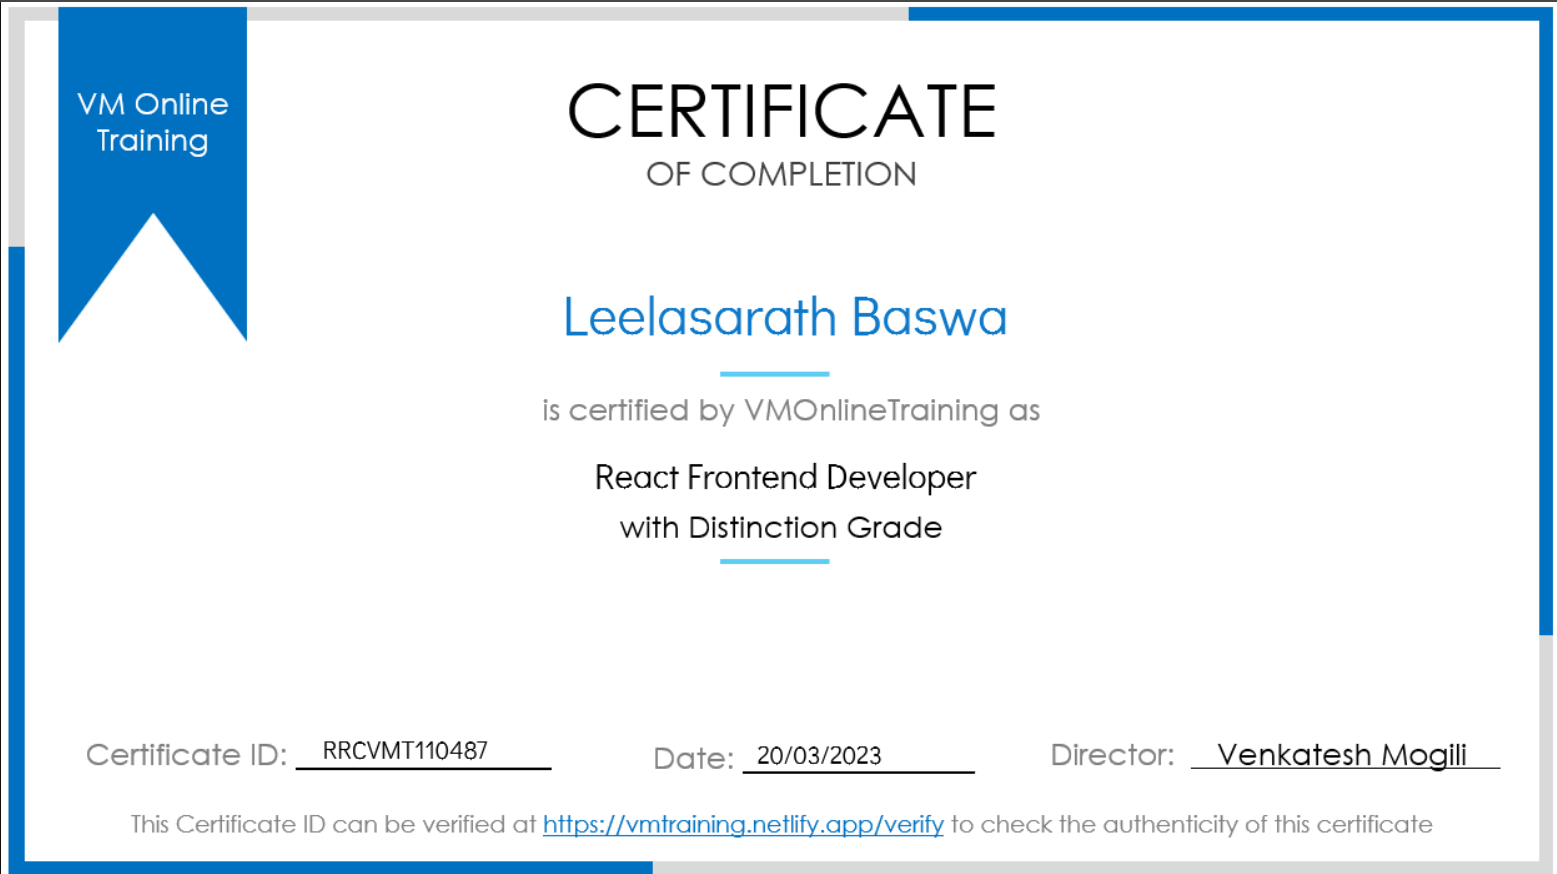 VM Online
Training
CERTIFICATE
OF COMPLETION
Leelasarath Baswa
is certified by VMOnlineTraining as
React Frontend Developer
with Distinction Grade
Certificate ID: RRCVMT110487
Date: 20/03/2023
Director: Venkatesh Mogili
This Certificate ID can be verified at https://vmtraining.netlify.app/verify to check the authenticity of this certificate